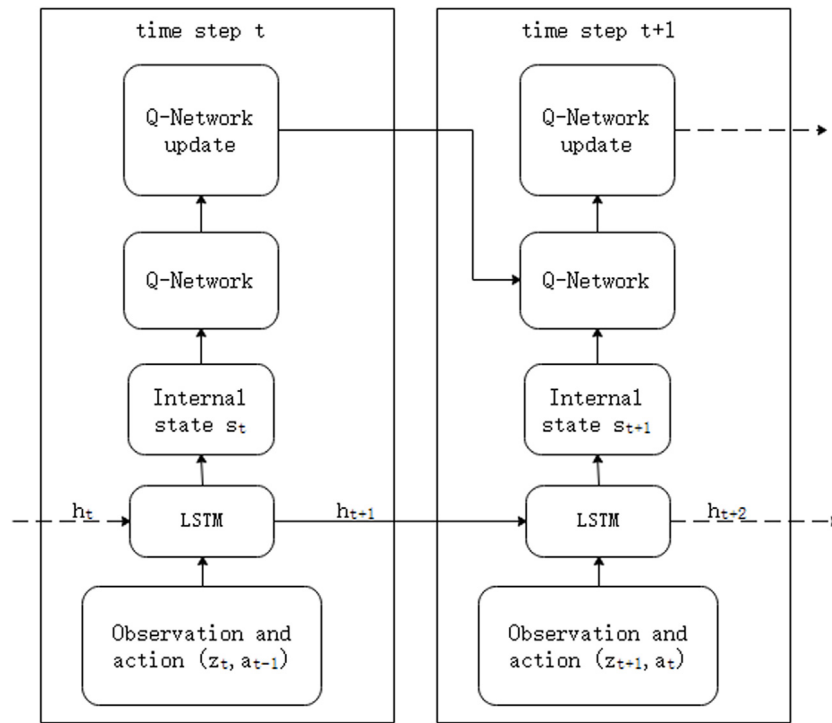 time step t
Q-Network
update
Q-Network
Internal
state sₜ
hₜ
LSTM
hₜ₊₁
Observation and
action (zₜ, aₜ₋₁)
time step t+1
Q-Network
update
Q-Network
Internal
state sₜ₊₁
LSTM
hₜ₊₂
Observation and
action (zₜ₊₁, aₜ)